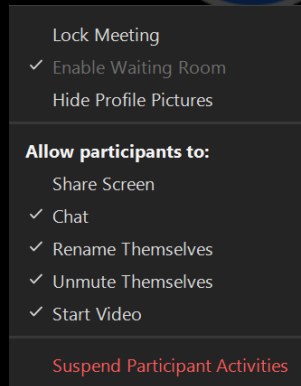 Lock Meeting
Enable Waiting Room
Hide Profile Pictures
Allow participants to:
Share Screen
Chat
Rename Themselves
Unmute Themselves
Start Video
Suspend Participant Activities